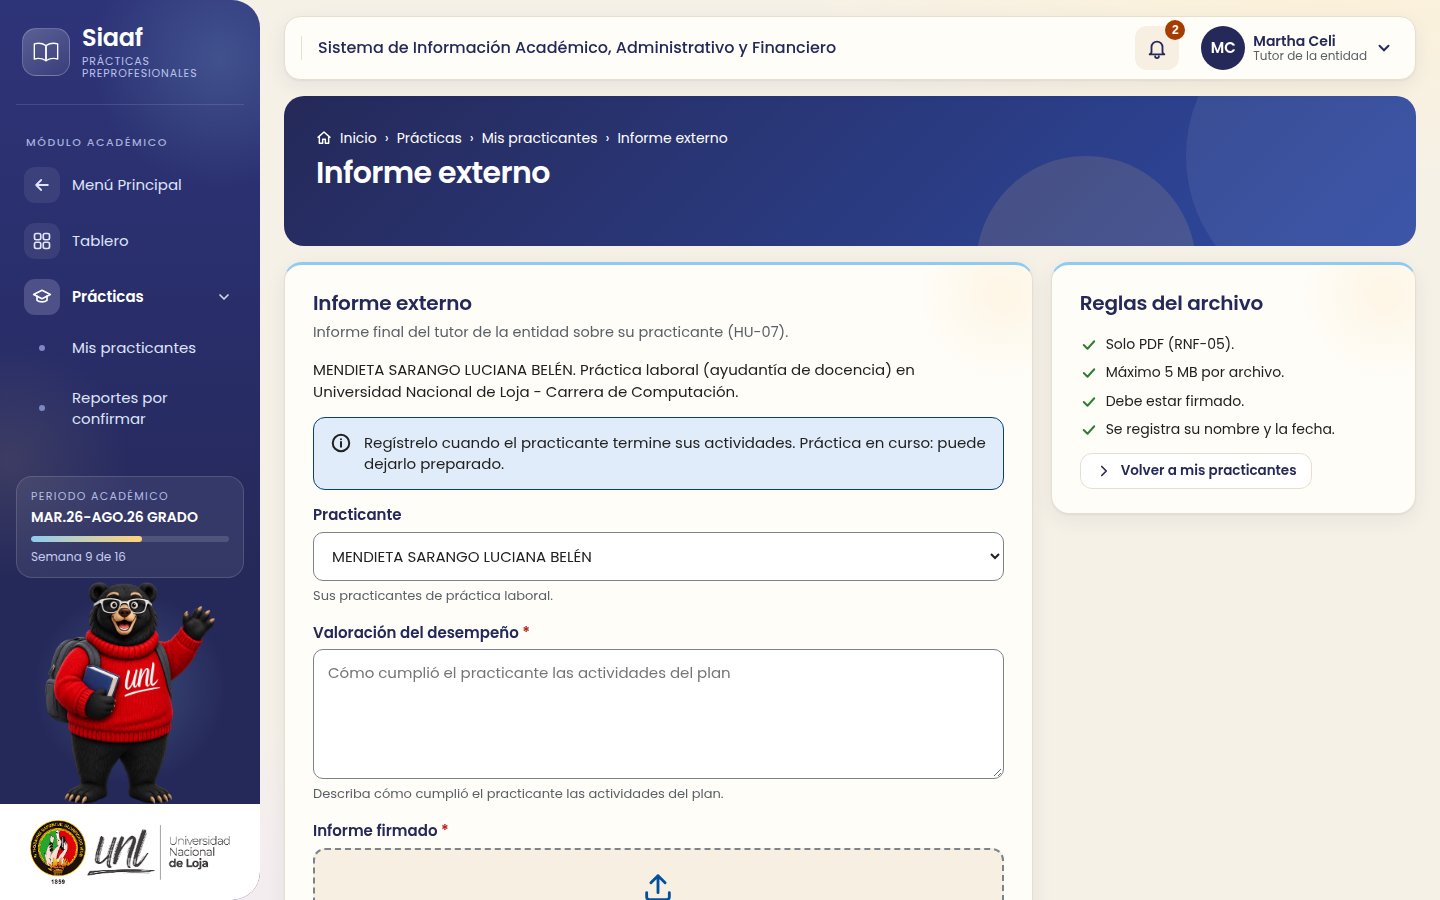 Siaaf
PRÁCTICAS
PREPROFESIONALES
MÓDULO ACADÉMICO
Menú Principal
Tablero
Prácticas
Mis practicantes
Reportes por
confirmar
PERIODO ACADÉMICO
MAR.26-AGO.26 GRADO
Semana 9 de 16
unl
1859
unl
Universidad
Nacional
de Loja
Sistema de Información Académico, Administrativo y Financiero
2
MC
Martha Celi
Tutor de la entidad
Inicio › Prácticas › Mis practicantes › Informe externo
Informe externo
Informe externo
Informe final del tutor de la entidad sobre su practicante (HU-07).
MENDIETA SARANGO LUCIANA BELÉN. Práctica laboral (ayudantía de docencia) en
Universidad Nacional de Loja - Carrera de Computación.
Regístrelo cuando el practicante termine sus actividades. Práctica en curso: puede
dejarlo preparado.
Practicante
MENDIETA SARANGO LUCIANA BELÉN
Sus practicantes de práctica laboral.
Valoración del desempeño *
Cómo cumplió el practicante las actividades del plan
Describa cómo cumplió el practicante las actividades del plan.
Informe firmado *
Reglas del archivo
Solo PDF (RNF-05).
Máximo 5 MB por archivo.
Debe estar firmado.
Se registra su nombre y la fecha.
Volver a mis practicantes